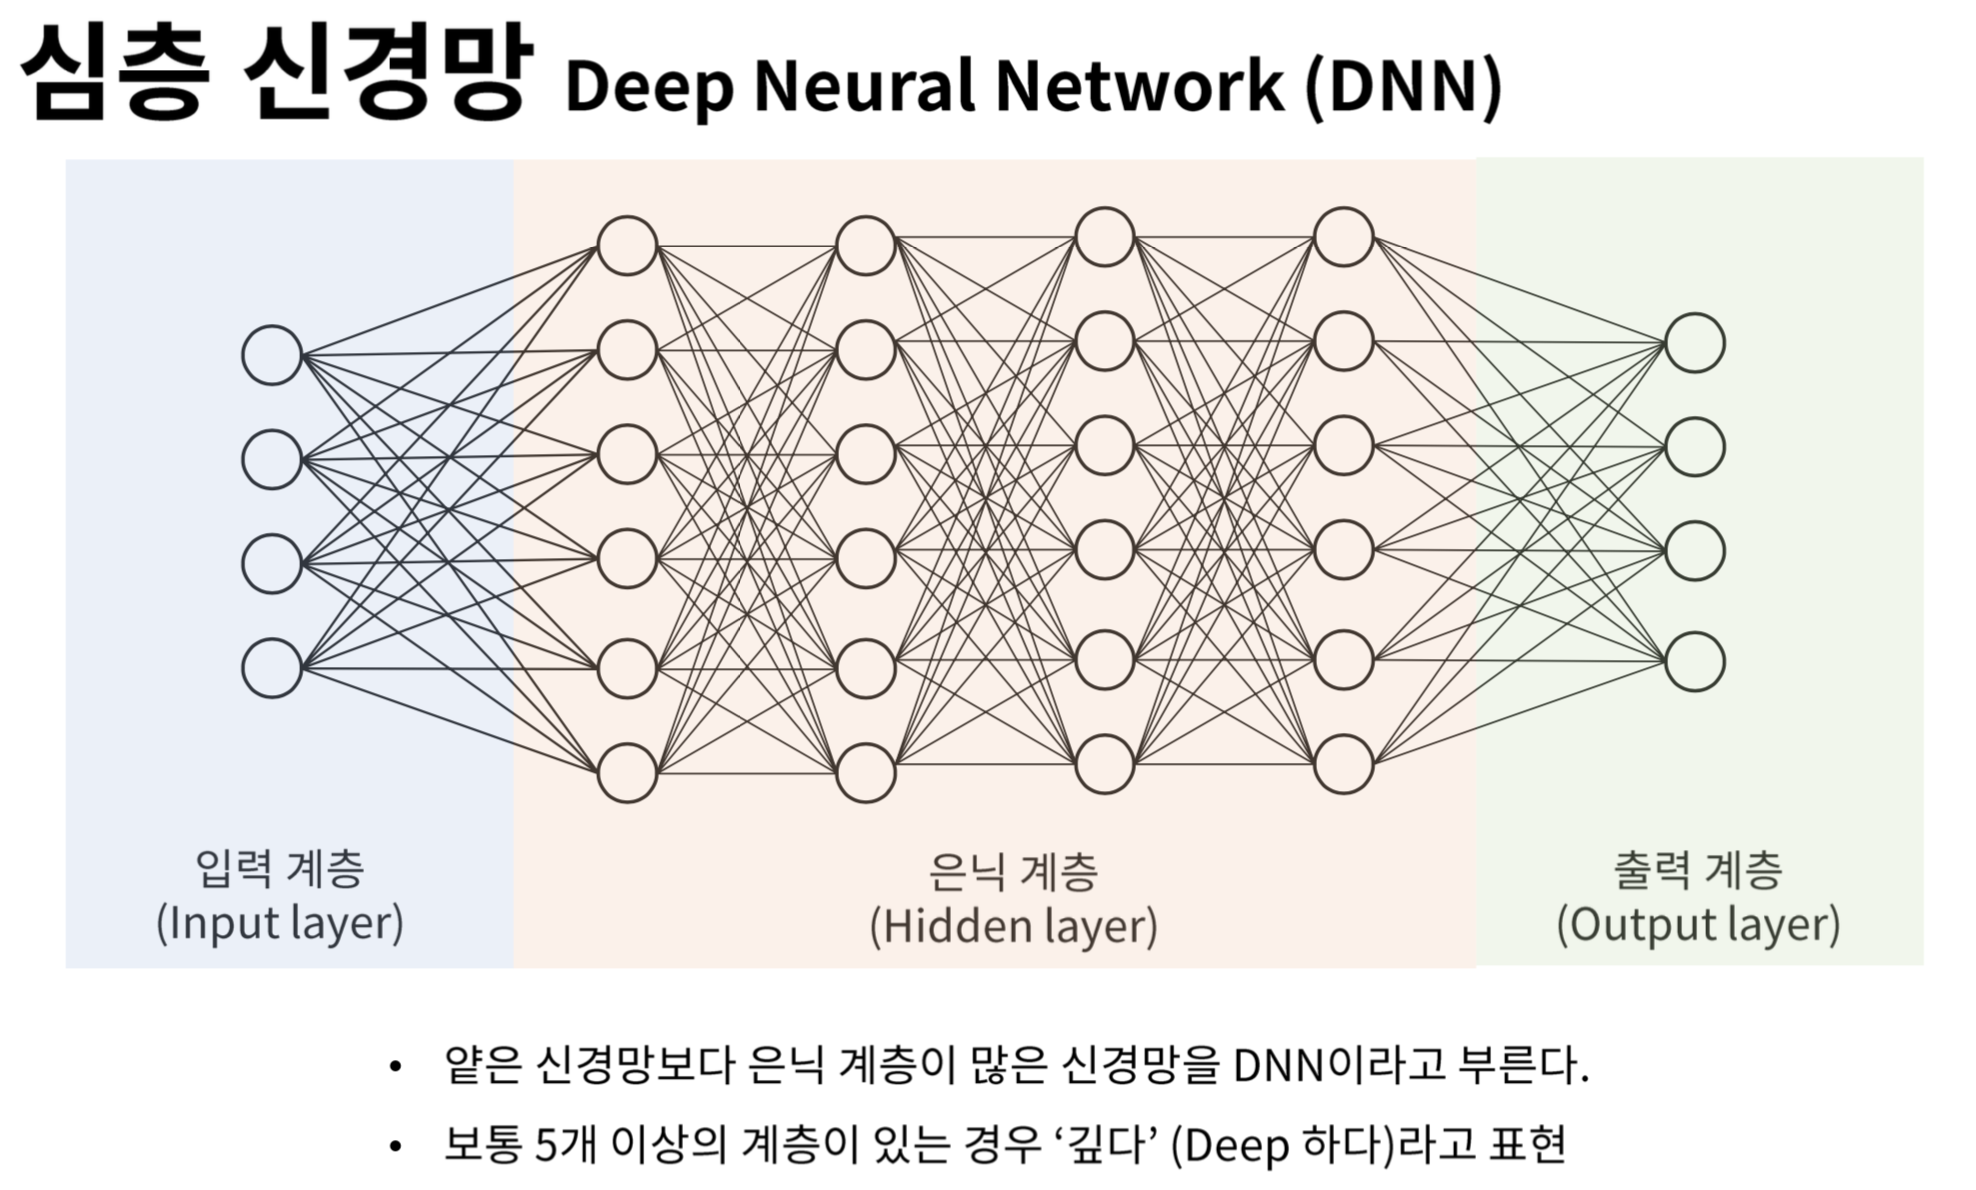 심층 신경망 Deep Neural Network (DNN)
입력 계층
(Input layer)
은닉 계층
(Hidden layer)
출력 계층
(Output layer)
• 얕은 신경망보다 은닉 계층이 많은 신경망을 DNN이라고 부른다.
• 보통 5개 이상의 계층이 있는 경우 ‘깊다’ (Deep 하다)라고 표현